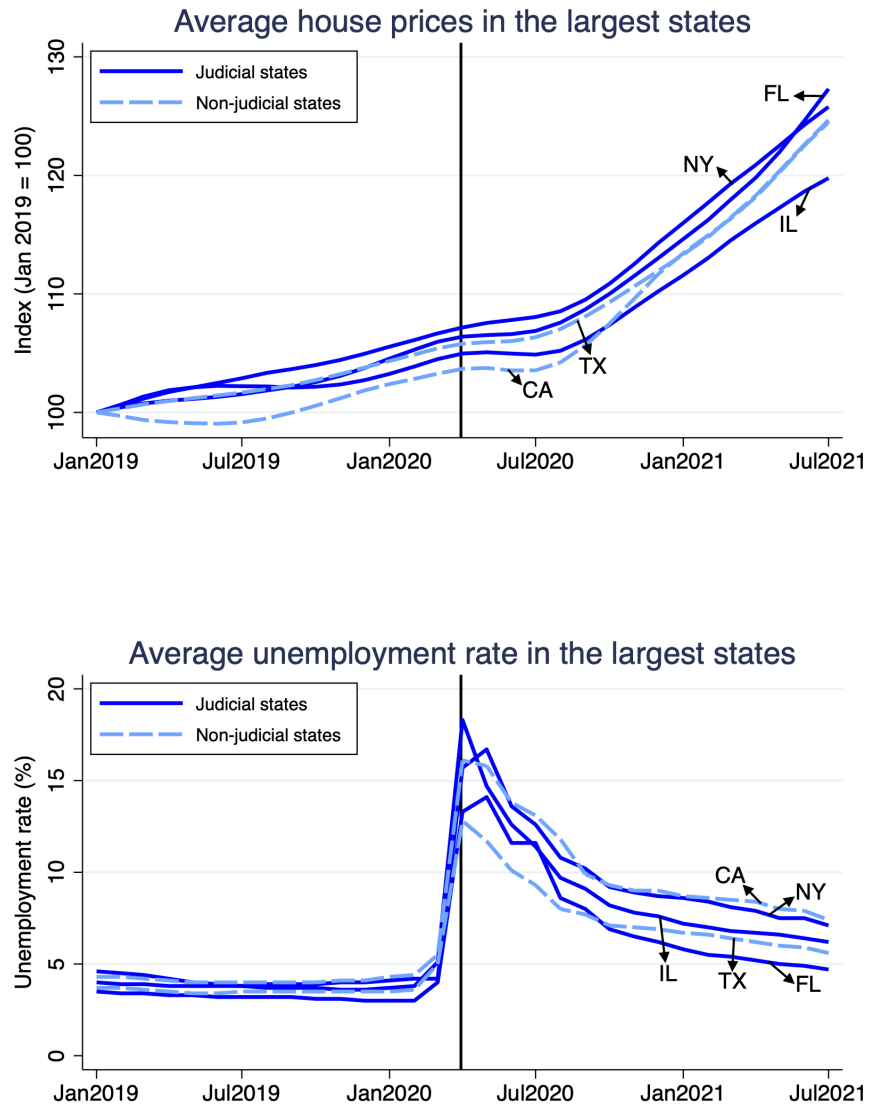 Average house prices in the largest states
Index (Jan 2019 = 100)
130
120
110
100
Judicial states
Non-judicial states
FL
NY
IL
TX
CA
Jan2019
Jul2019
Jan2020
Jul2020
Jan2021
Jul2021
Average unemployment rate in the largest states
Unemployment rate (%)
20
15
10
5
0
Judicial states
Non-judicial states
CA
NY
IL
TX
FL
Jan2019
Jul2019
Jan2020
Jul2020
Jan2021
Jul2021